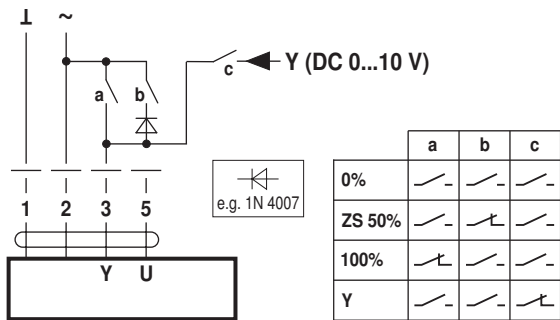 ⊥ ~
a b c Y (DC 0...10 V)
1 2 3 5
Y U
e.g. 1N 4007
a b c
0%
ZS 50%
100%
Y